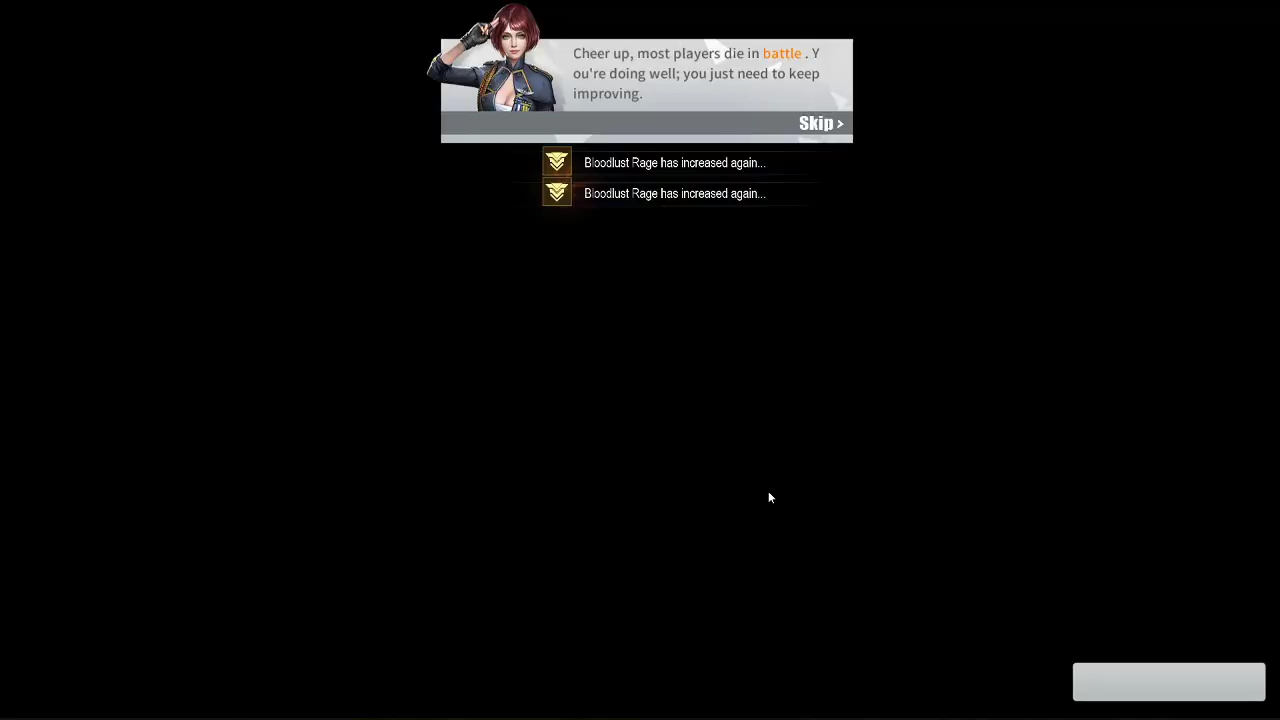 Cheer up, most players die in battle . Y
ou're doing well; you just need to keep
improving.
Skip >
Bloodlust Rage has increased again...
Bloodlust Rage has increased again...